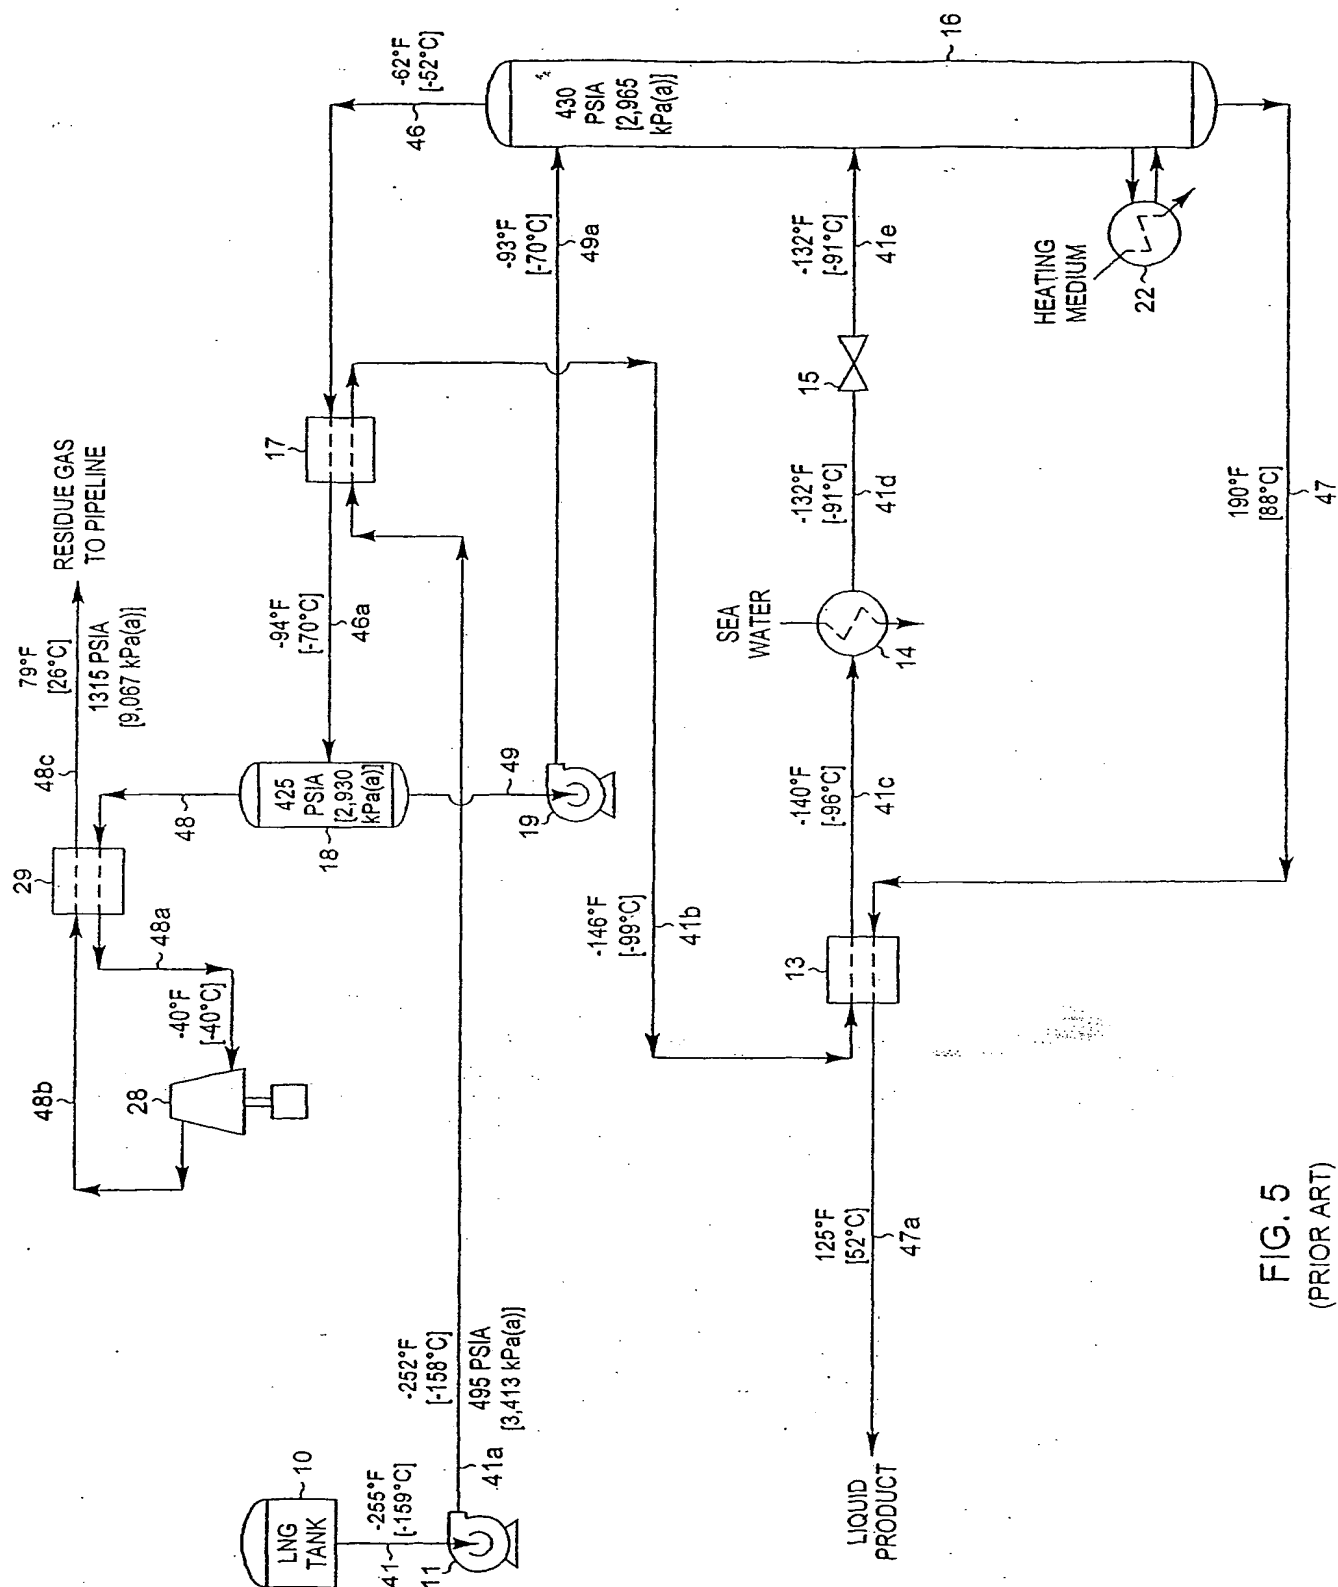 RESIDUE GAS
TO PIPELINE
79°F
[26°C]
1315 PSIA
[9,067 kPa(a)]
48c
29
48
48a
-40°F
[-40°C]
48b
28
-62°F
[-52°C]
46
16
430
PSIA
[2,965
kPa(a)]
17
-94°F
[-70°C]
46a
425
PSIA
[2,930
kPa(a)]
18
49
19
-93°F
[-70°C]
49a
-132°F
[-91°C]
41e
15
-132°F
[-91°C]
41d
SEA
WATER
14
-140°F
[-96°C]
41c
-146°F
[-99°C]
41b
13
HEATING
MEDIUM
22
190°F
[88°C]
47
125°F
[52°C]
47a
LIQUID
PRODUCT
10
LNG
TANK
-255°F
[-159°C]
41
11
-252°F
[-158°C]
495 PSIA
[3,413 kPa(a)]
41a
FIG. 5
(PRIOR ART)